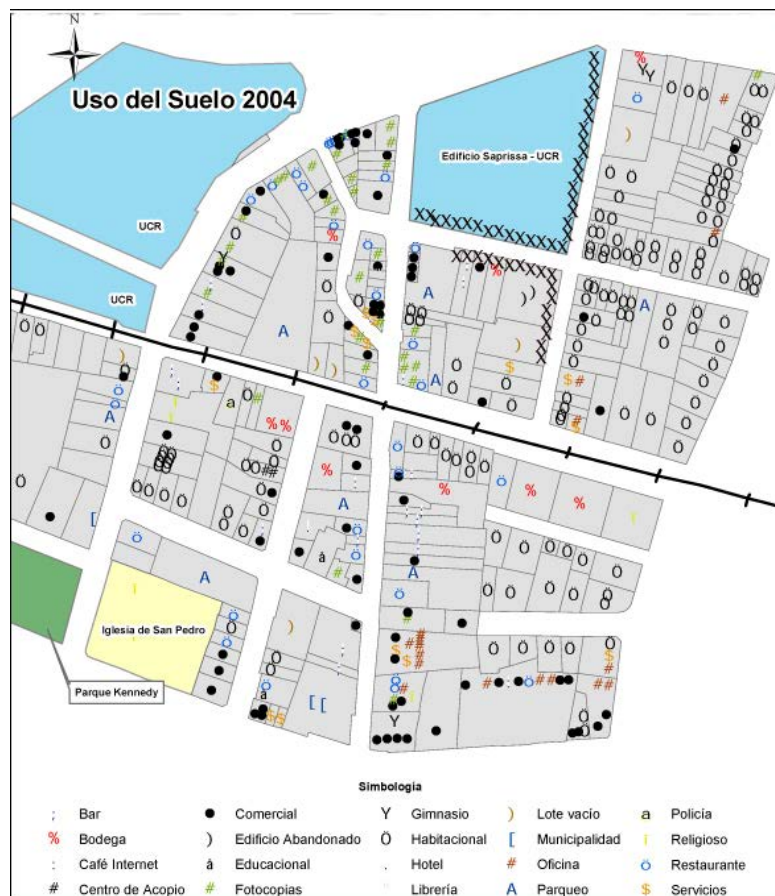 N
Uso del Suelo 2004
Edificio Saprissa - UCR
UCR
UCR
Iglesia de San Pedro
Parque Kennedy
Simbología
Bar
Comercial
Gimnasio
Lote vacío
Policía
Bodega
Edificio Abandonado
Habitacional
Municipalidad
Religioso
Café Internet
Educacional
Hotel
Oficina
Restaurante
Centro de Acopio
Fotocopias
Librería
Parqueo
Servicios